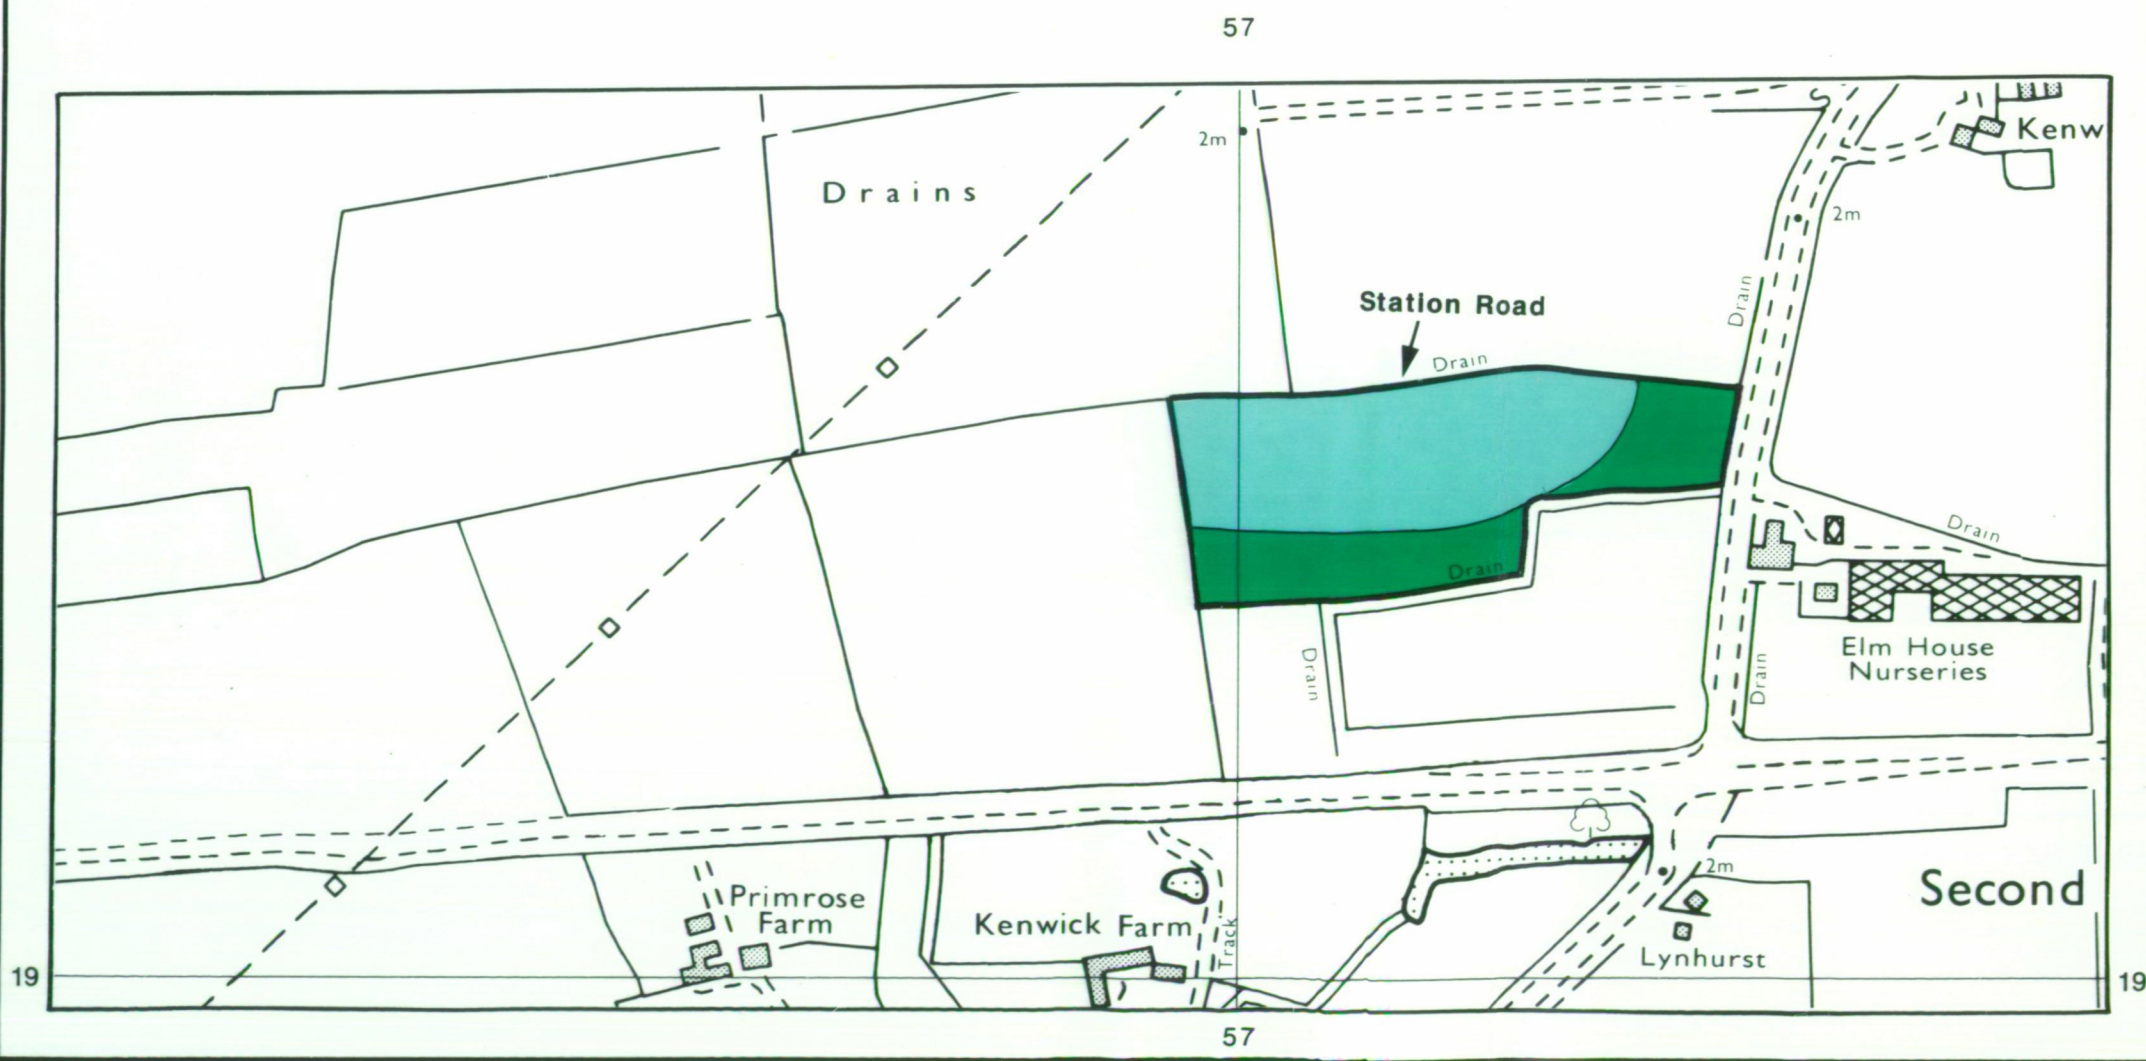 57
Kenw
2m
Drains
2m
Drain
Station Road
Drain
Drain
Drain
Drain
Drain
Elm House
Nurseries
2m
Primrose
Farm
Kenwick Farm
Track
Second
Lynhurst
19
19
57